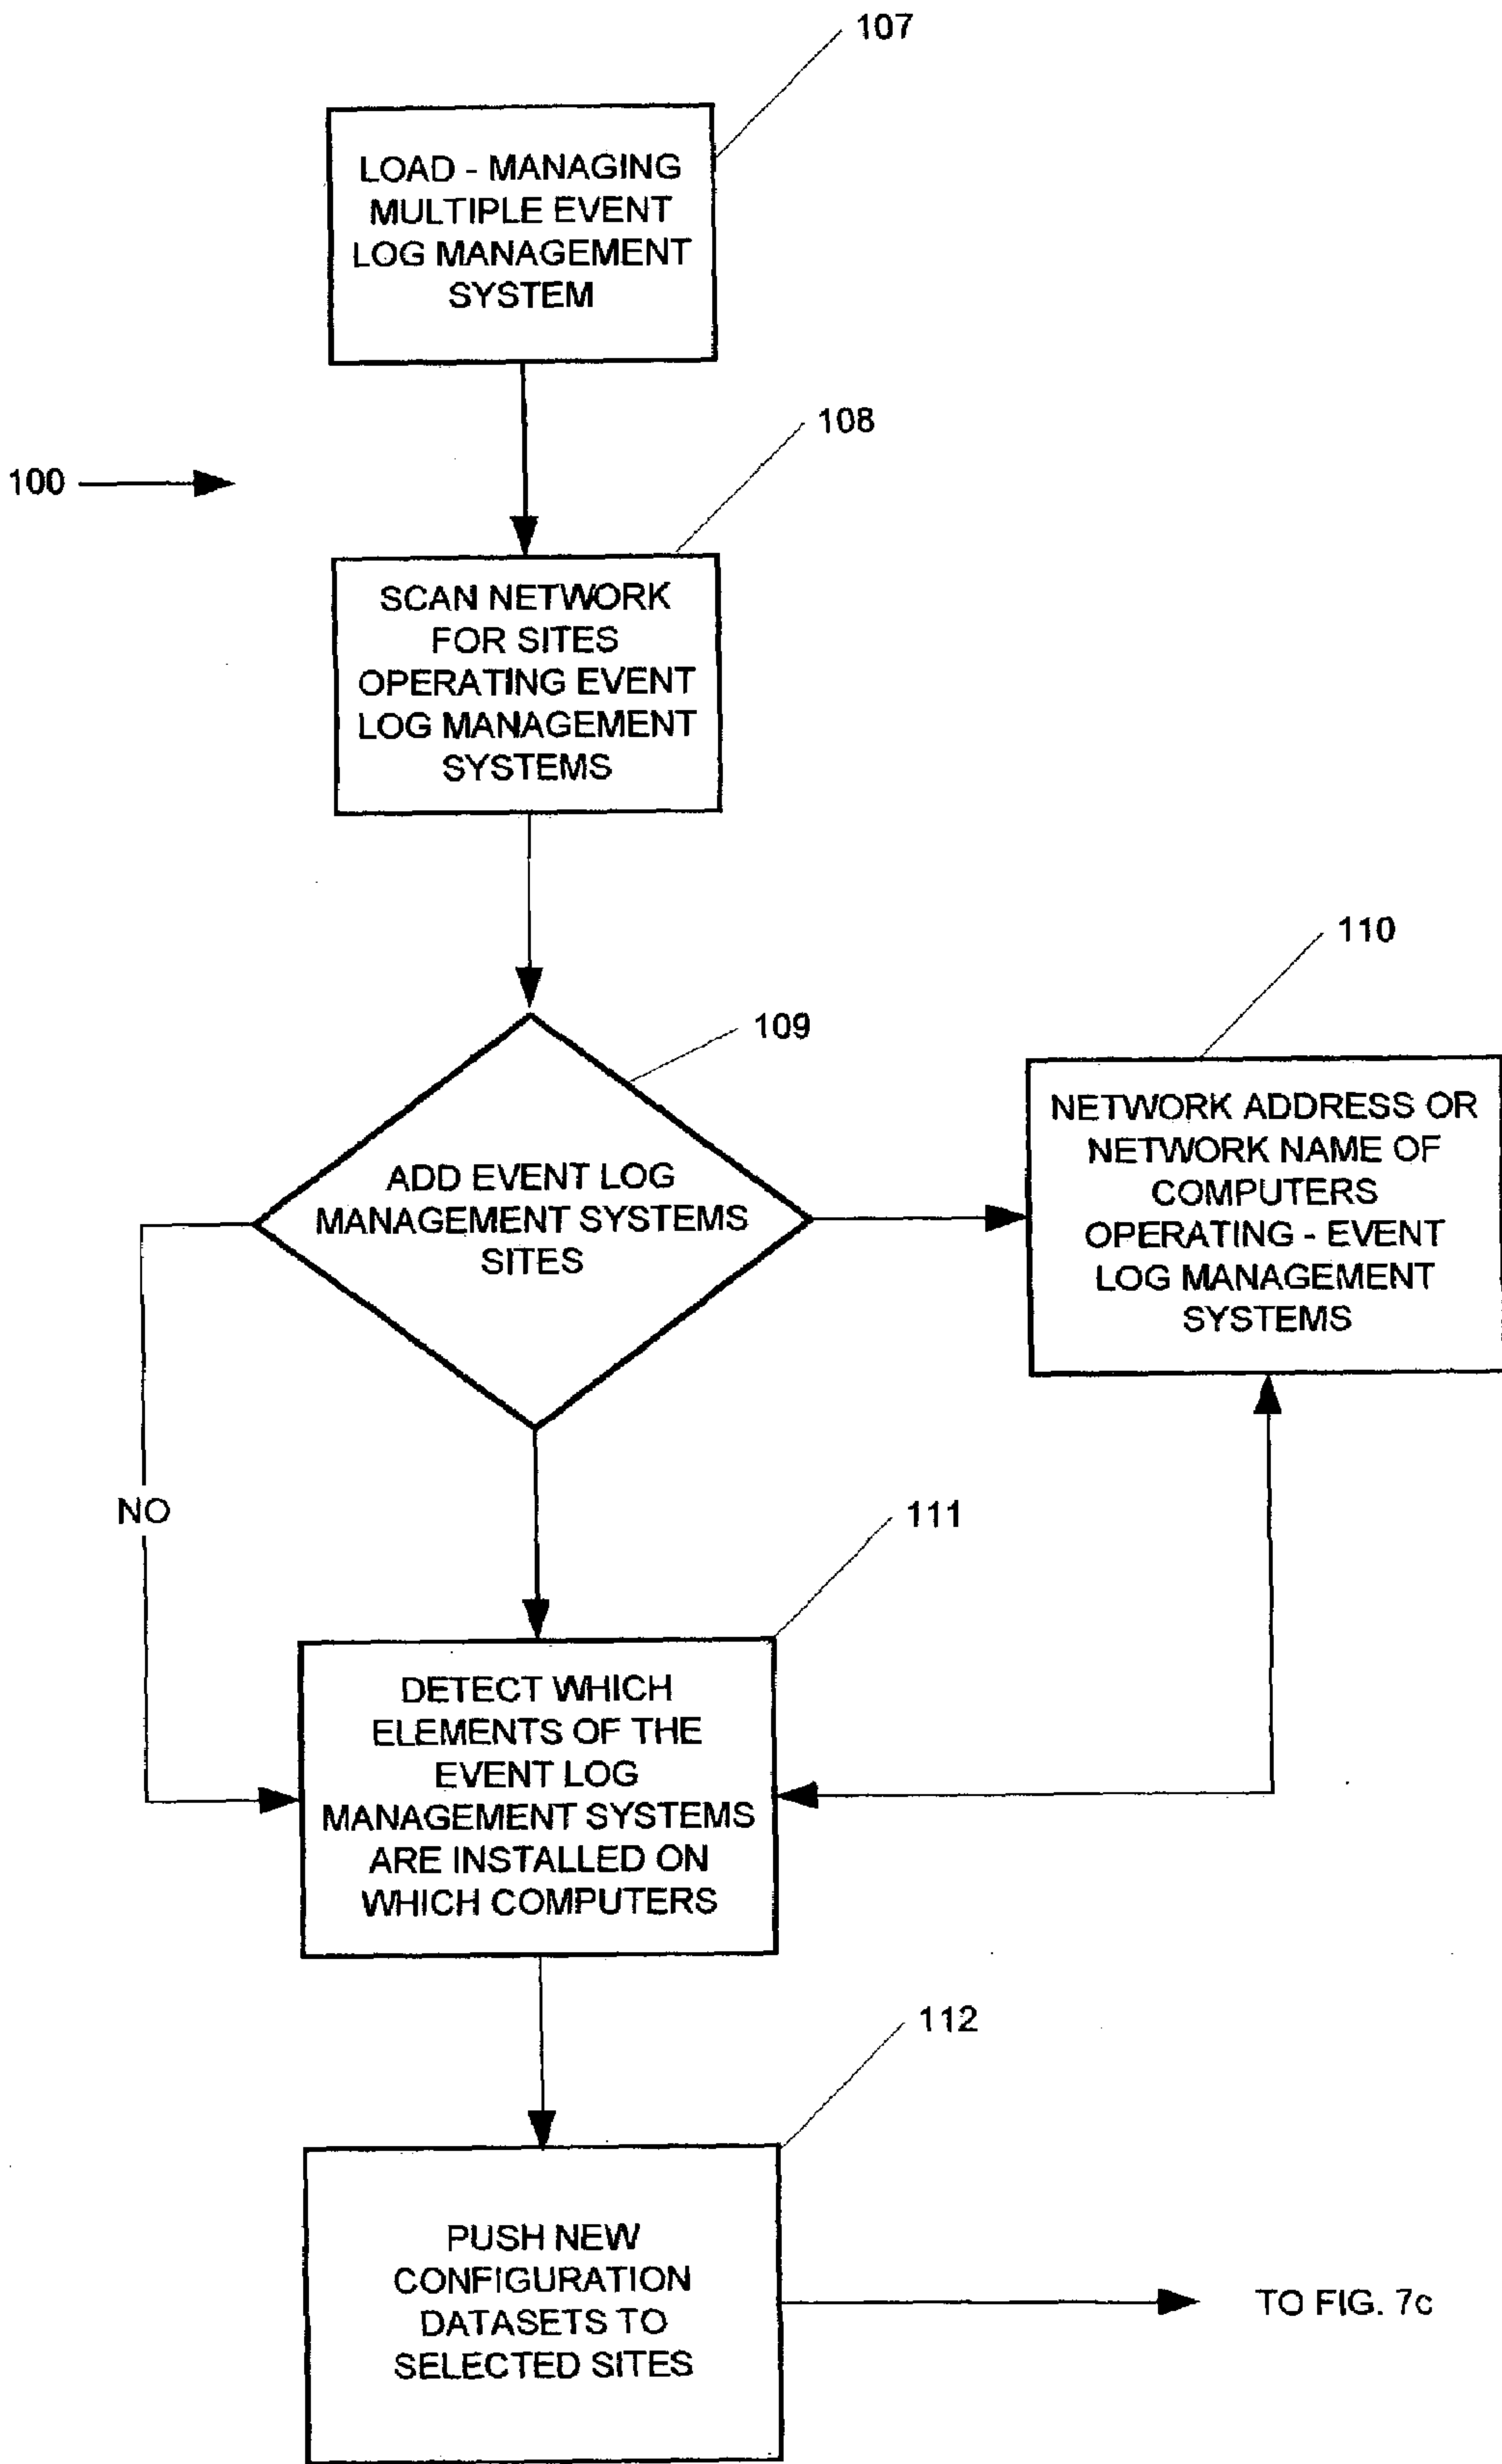 107
LOAD - MANAGING
MULTIPLE EVENT
LOG MANAGEMENT
SYSTEM
108
100
SCAN NETWORK
FOR SITES
OPERATING EVENT
LOG MANAGEMENT
SYSTEMS
109
110
ADD EVENT LOG
MANAGEMENT SYSTEMS
SITES
NETWORK ADDRESS OR
NETWORK NAME OF
COMPUTERS
OPERATING - EVENT
LOG MANAGEMENT
SYSTEMS
NO
111
DETECT WHICH
ELEMENTS OF THE
EVENT LOG
MANAGEMENT SYSTEMS
ARE INSTALLED ON
WHICH COMPUTERS
112
PUSH NEW
CONFIGURATION
DATASETS TO
SELECTED SITES
TO FIG. 7c